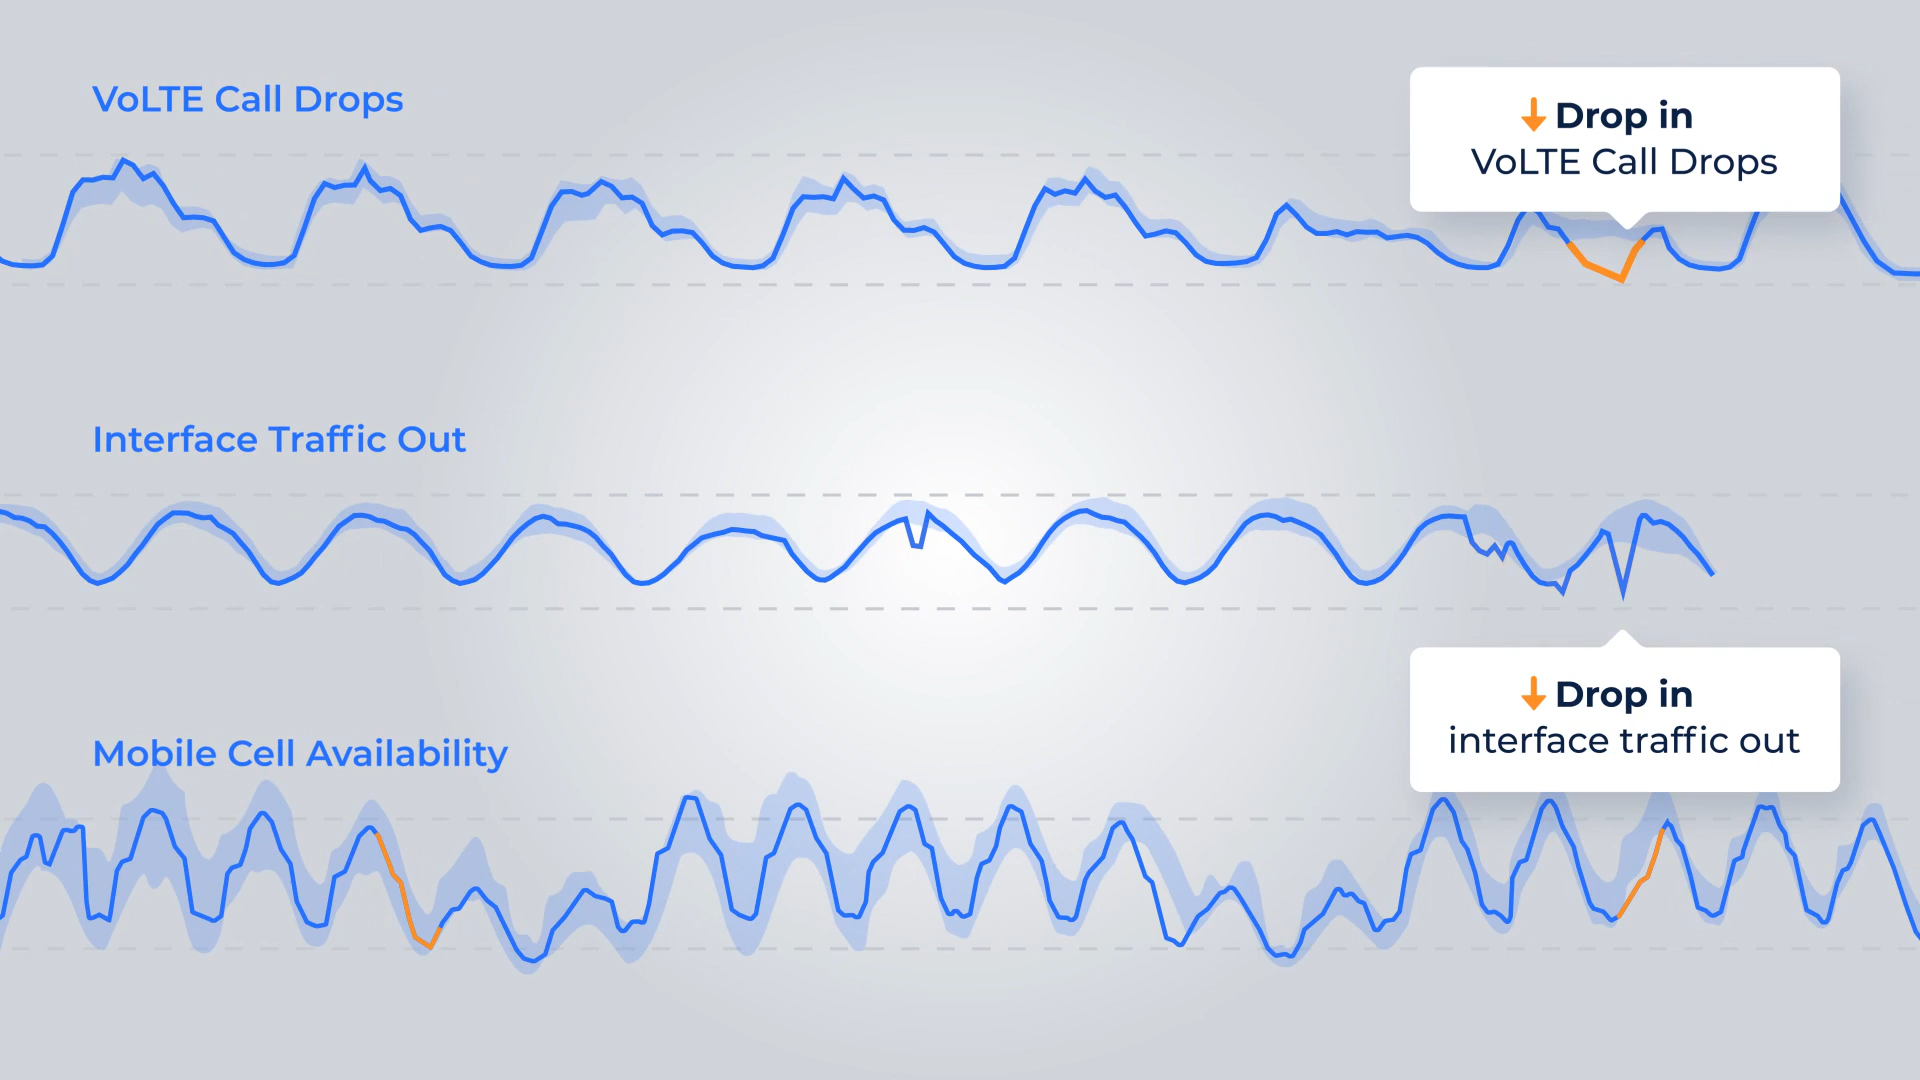 VoLTE Call Drops
Drop in
VoLTE Call Drops
Interface Traffic Out
Drop in
interface traffic out
Mobile Cell Availability